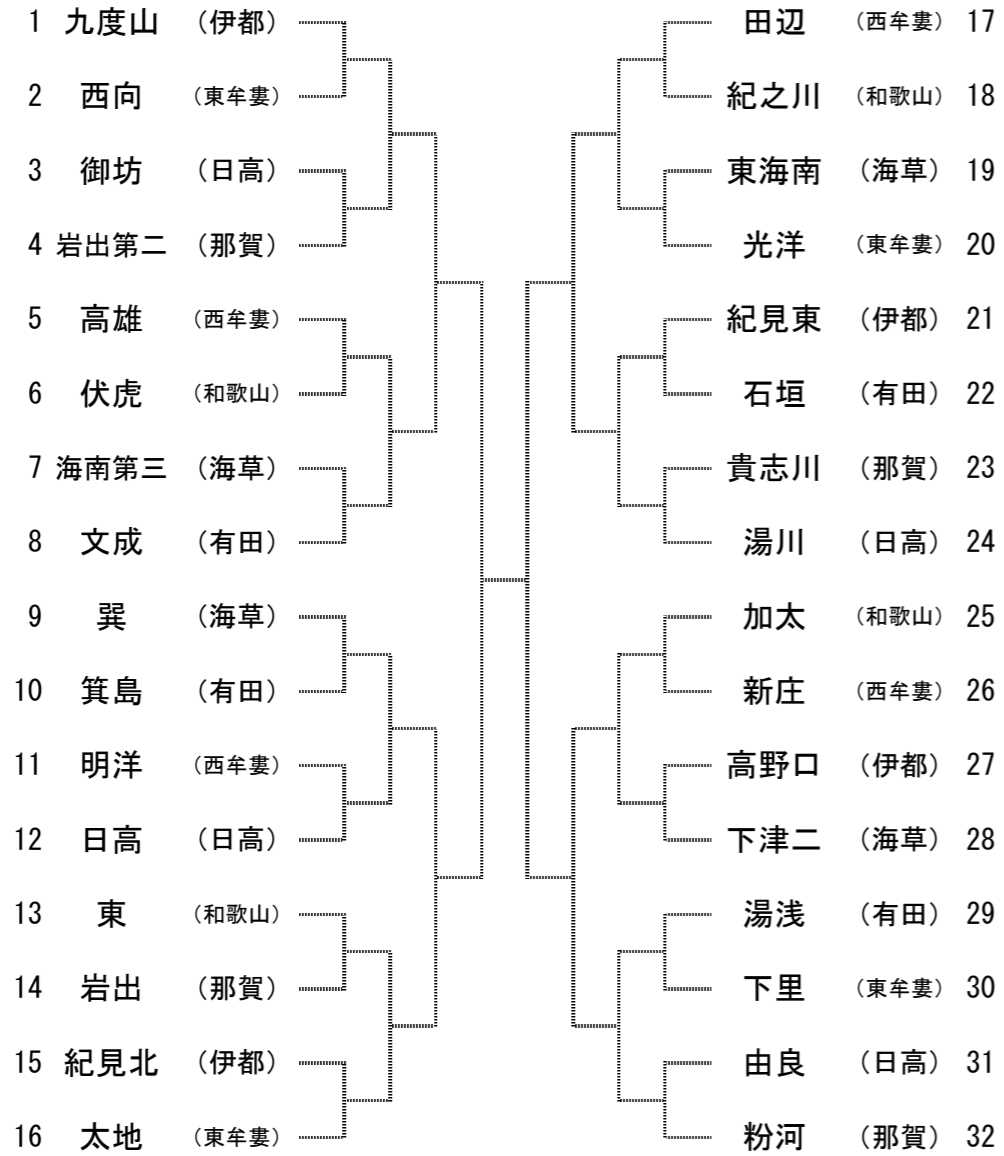 1 九度山 (伊都)
2 西向 (東牟婁)
3 御坊 (日高)
4 岩出第二 (那賀)
5 高雄 (西牟婁)
6 伏虎 (和歌山)
7 海南第三 (海草)
8 文成 (有田)
9 巽 (海草)
10 箕島 (有田)
11 明洋 (西牟婁)
12 日高 (日高)
13 東 (和歌山)
14 岩出 (那賀)
15 紀見北 (伊都)
16 太地 (東牟婁)
田辺 (西牟婁) 17
紀之川 (和歌山) 18
東海南 (海草) 19
光洋 (東牟婁) 20
紀見東 (伊都) 21
石垣 (有田) 22
貴志川 (那賀) 23
湯川 (日高) 24
加太 (和歌山) 25
新庄 (西牟婁) 26
高野口 (伊都) 27
下津二 (海草) 28
湯浅 (有田) 29
下里 (東牟婁) 30
由良 (日高) 31
粉河 (那賀) 32